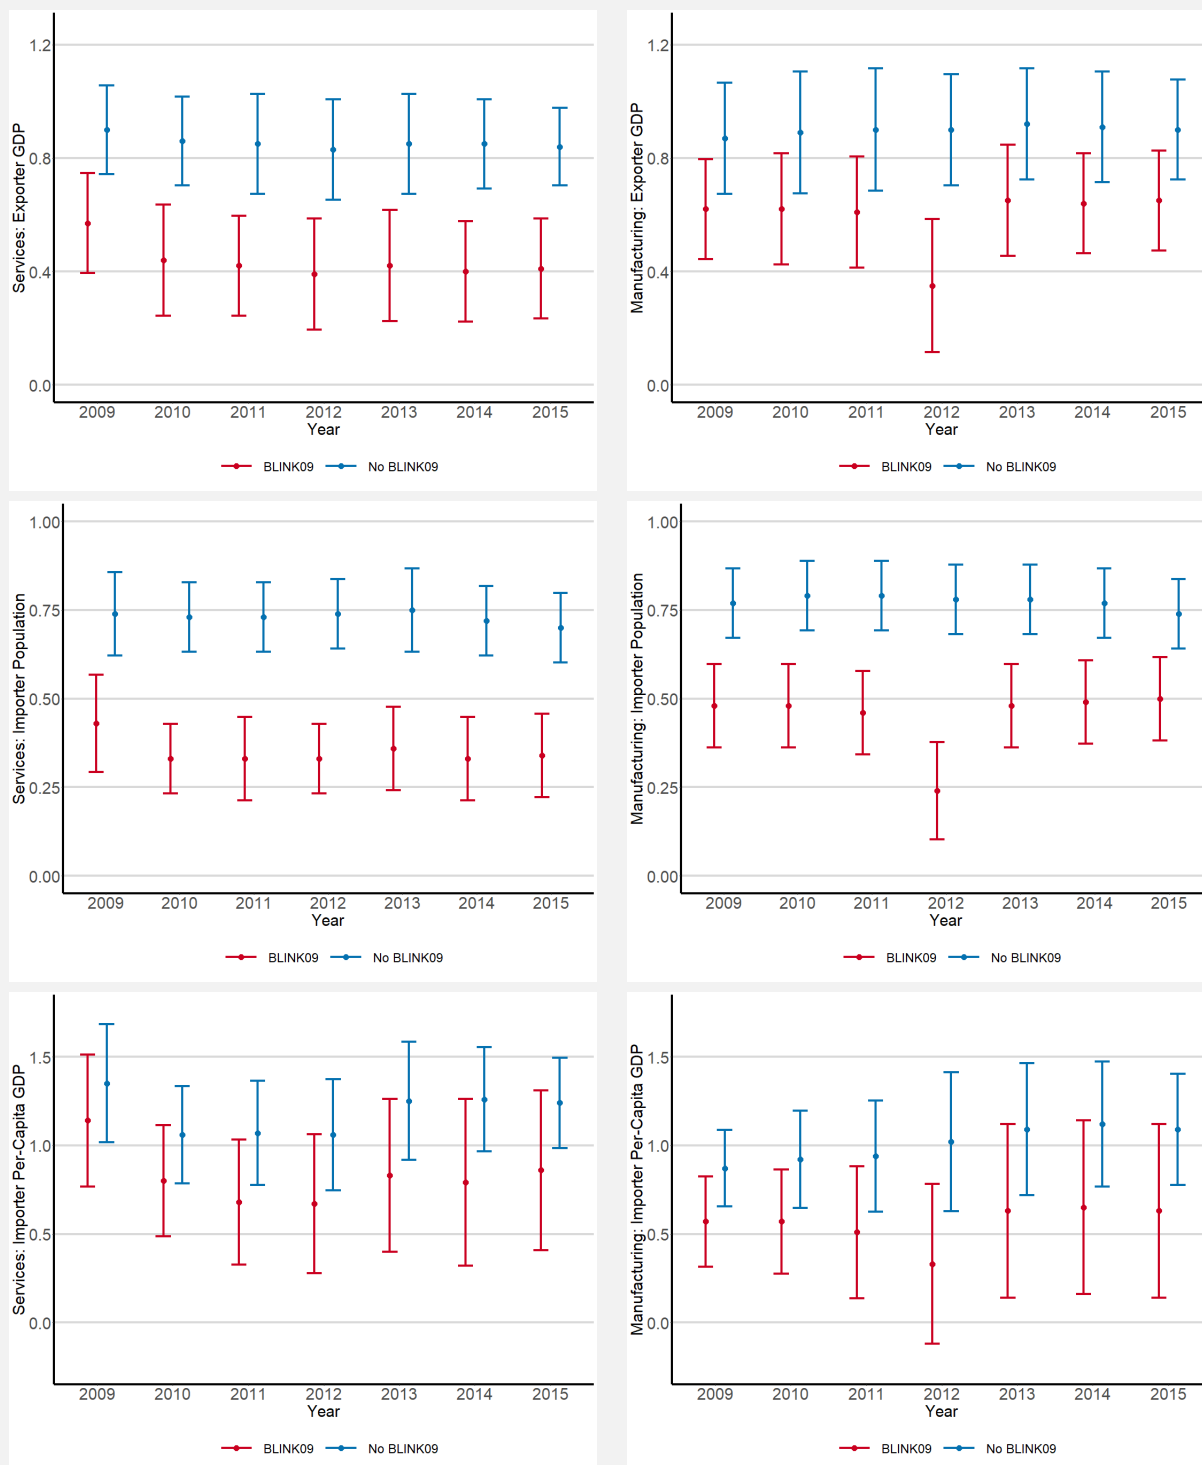 Services: Exporter GDP
1.2
0.8
0.4
0.0
2009 2010 2011 2012 2013 2014 2015
Year
BLINK09 No BLINK09
Manufacturing: Exporter GDP
1.2
0.8
0.4
0.0
2009 2010 2011 2012 2013 2014 2015
Year
BLINK09 No BLINK09
Services: Importer Population
1.00
0.75
0.50
0.25
0.00
2009 2010 2011 2012 2013 2014 2015
Year
BLINK09 No BLINK09
Manufacturing: Importer Population
1.00
0.75
0.50
0.25
0.00
2009 2010 2011 2012 2013 2014 2015
Year
BLINK09 No BLINK09
Services: Importer Per-Capita GDP
1.5
1.0
0.5
0.0
2009 2010 2011 2012 2013 2014 2015
Year
BLINK09 No BLINK09
Manufacturing: Importer Per-Capita GDP
1.5
1.0
0.5
0.0
2009 2010 2011 2012 2013 2014 2015
Year
BLINK09 No BLINK09